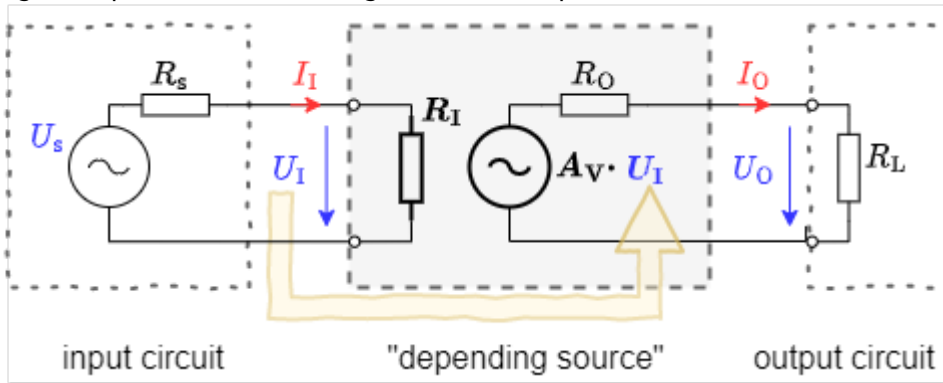 R_s
I_I
R_O
I_O
U_s
U_I
R_I
A_V· U_I
U_O
R_L
input circuit
"depending source"
output circuit